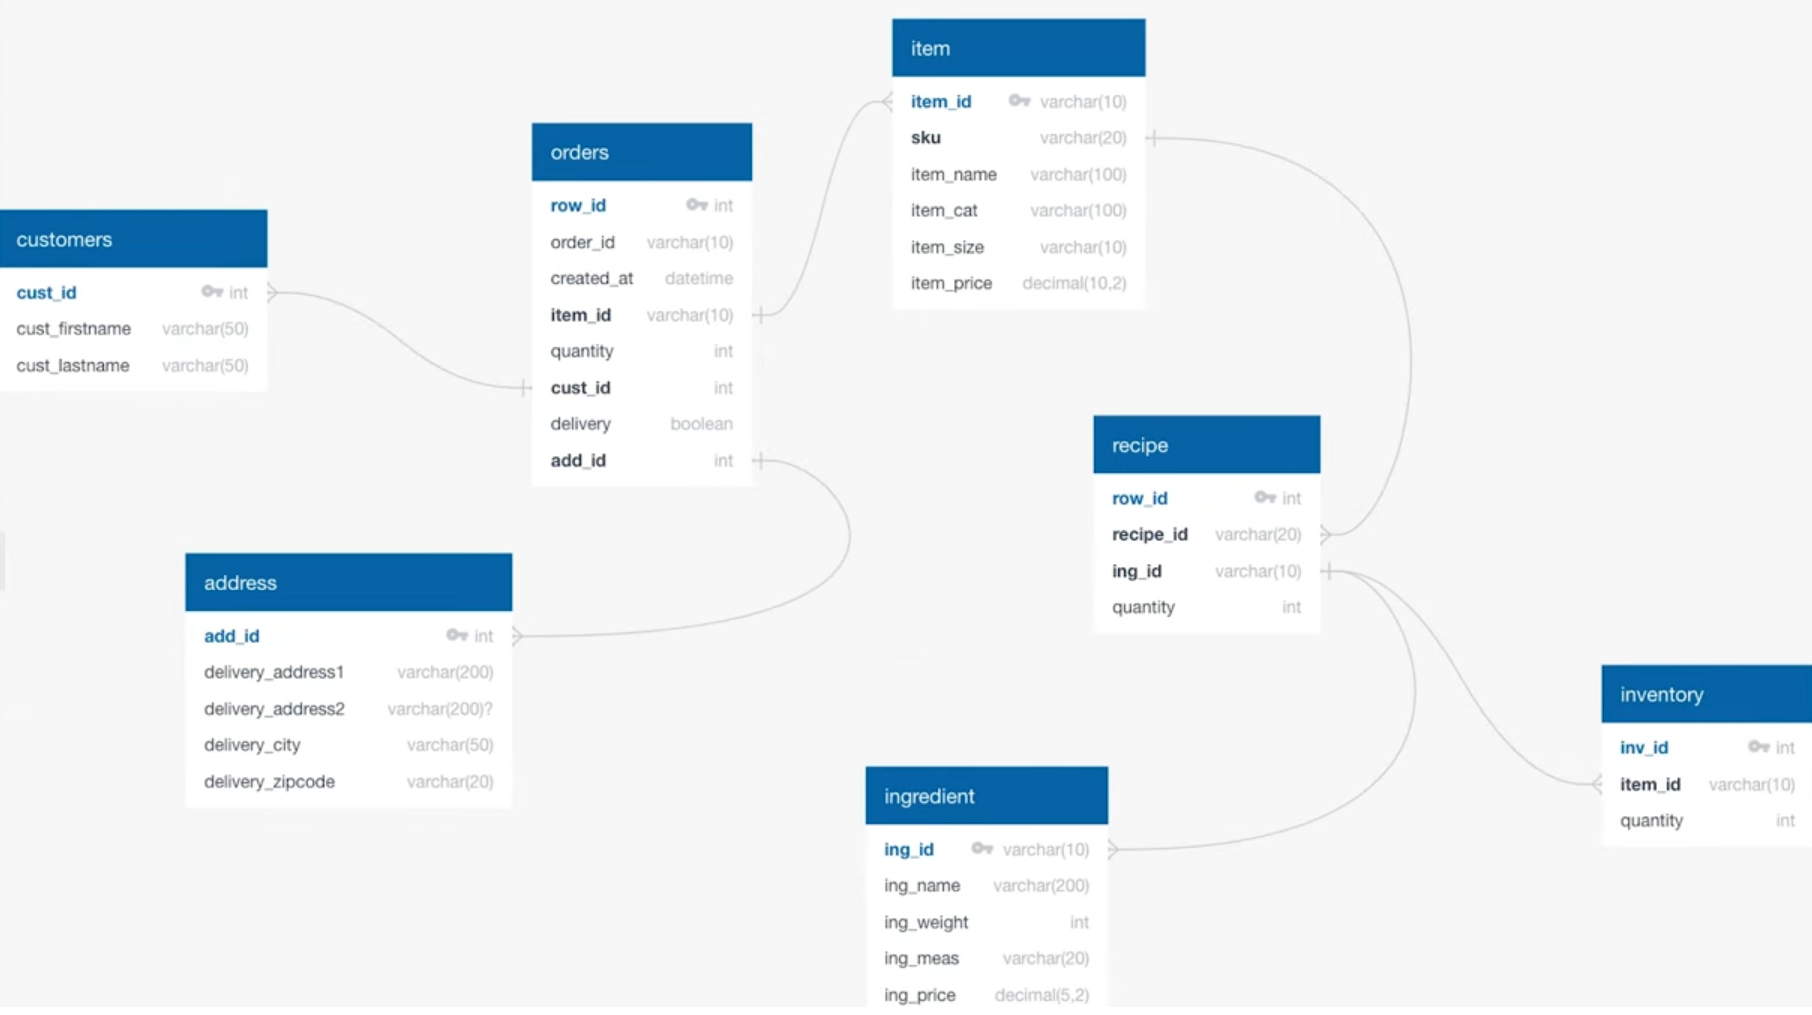 item
item_id varchar(10)
sku varchar(20)
item_name varchar(100)
item_cat varchar(100)
item_size varchar(10)
item_price decimal(10,2)
orders
row_id int
order_id varchar(10)
created_at datetime
item_id varchar(10)
quantity int
cust_id int
delivery boolean
add_id int
customers
cust_id int
cust_firstname varchar(50)
cust_lastname varchar(50)
recipe
row_id int
recipe_id varchar(20)
ing_id varchar(10)
quantity int
address
add_id int
delivery_address1 varchar(200)
delivery_address2 varchar(200)?
delivery_city varchar(50)
delivery_zipcode varchar(20)
inventory
inv_id int
item_id varchar(10)
quantity int
ingredient
ing_id varchar(10)
ing_name varchar(200)
ing_weight int
ing_meas varchar(20)
ing_price decimal(5,2)